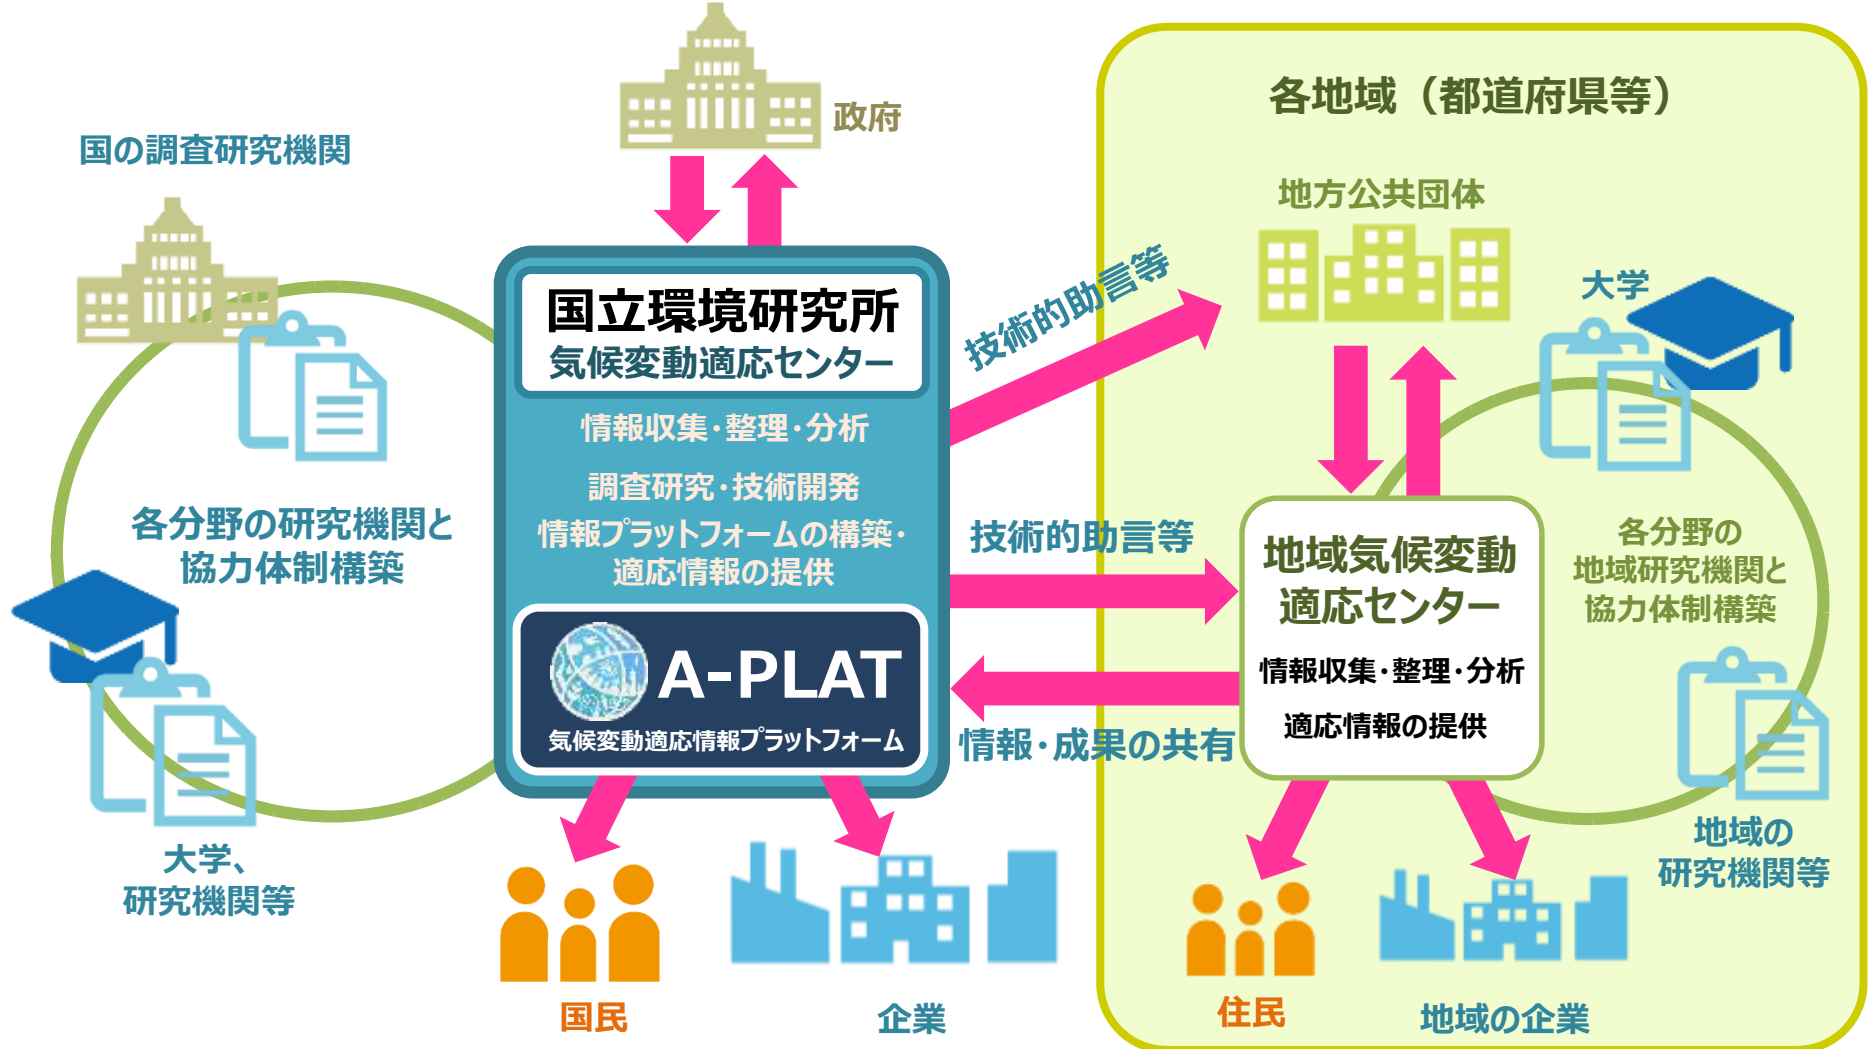 政府
国の調査研究機関
各分野の研究機関と
協力体制構築
大学、
研究機関等
国立環境研究所
気候変動適応センター
情報収集・整理・分析
調査研究・技術開発
情報プラットフォームの構築・
適応情報の提供
A-PLAT
気候変動適応情報プラットフォーム
国民
企業
技術的助言等
技術的助言等
情報・成果の共有
各地域（都道府県等）
地方公共団体
大学
地域気候変動
適応センター
情報収集・整理・分析
適応情報の提供
各分野の
地域研究機関と
協力体制構築
地域の
研究機関等
住民
地域の企業